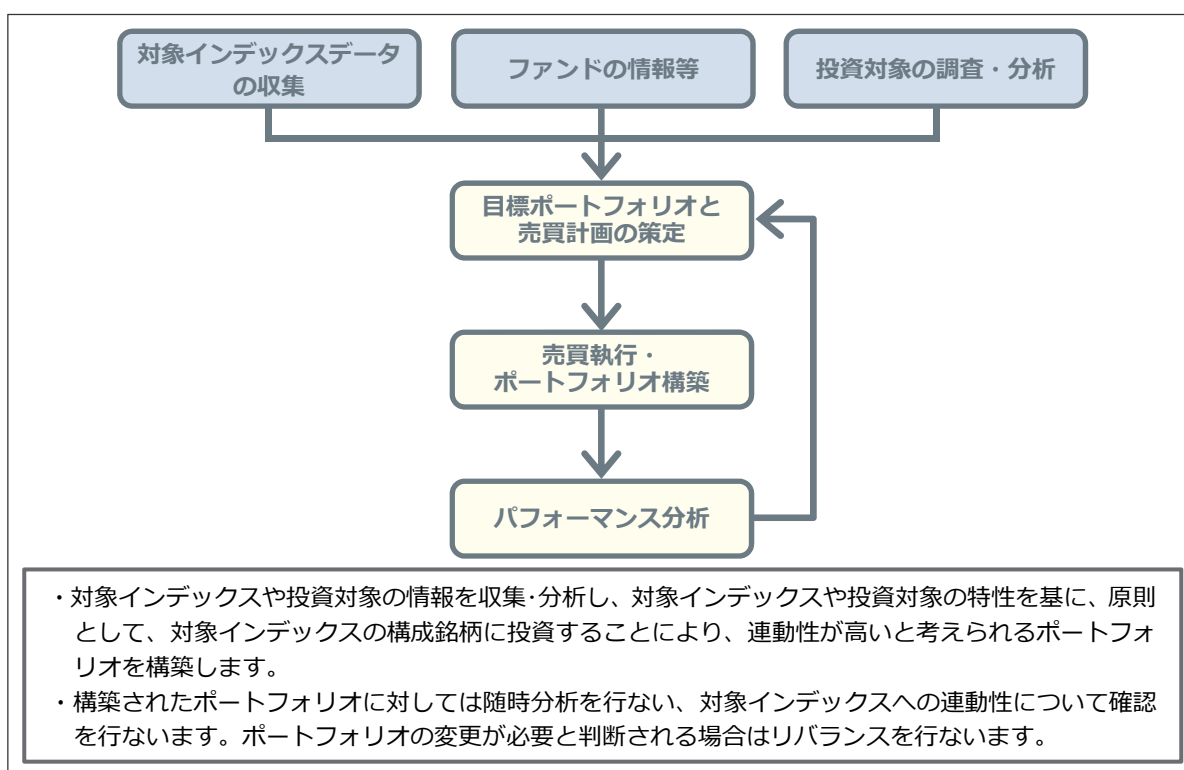 対象インデックスデータ
の収集
ファンドの情報等
投資対象の調査・分析
目標ポートフォリオと
売買計画の策定
売買執行・
ポートフォリオ構築
パフォーマンス分析
・対象インデックスや投資対象の情報を収集･分析し、対象インデックスや投資対象の特性を基に、原則
として、対象インデックスの構成銘柄に投資することにより、連動性が高いと考えられるポートフォ
リオを構築します。
・構築されたポートフォリオに対しては随時分析を行ない、対象インデックスへの連動性について確認
を行ないます。ポートフォリオの変更が必要と判断される場合はリバランスを行ないます。